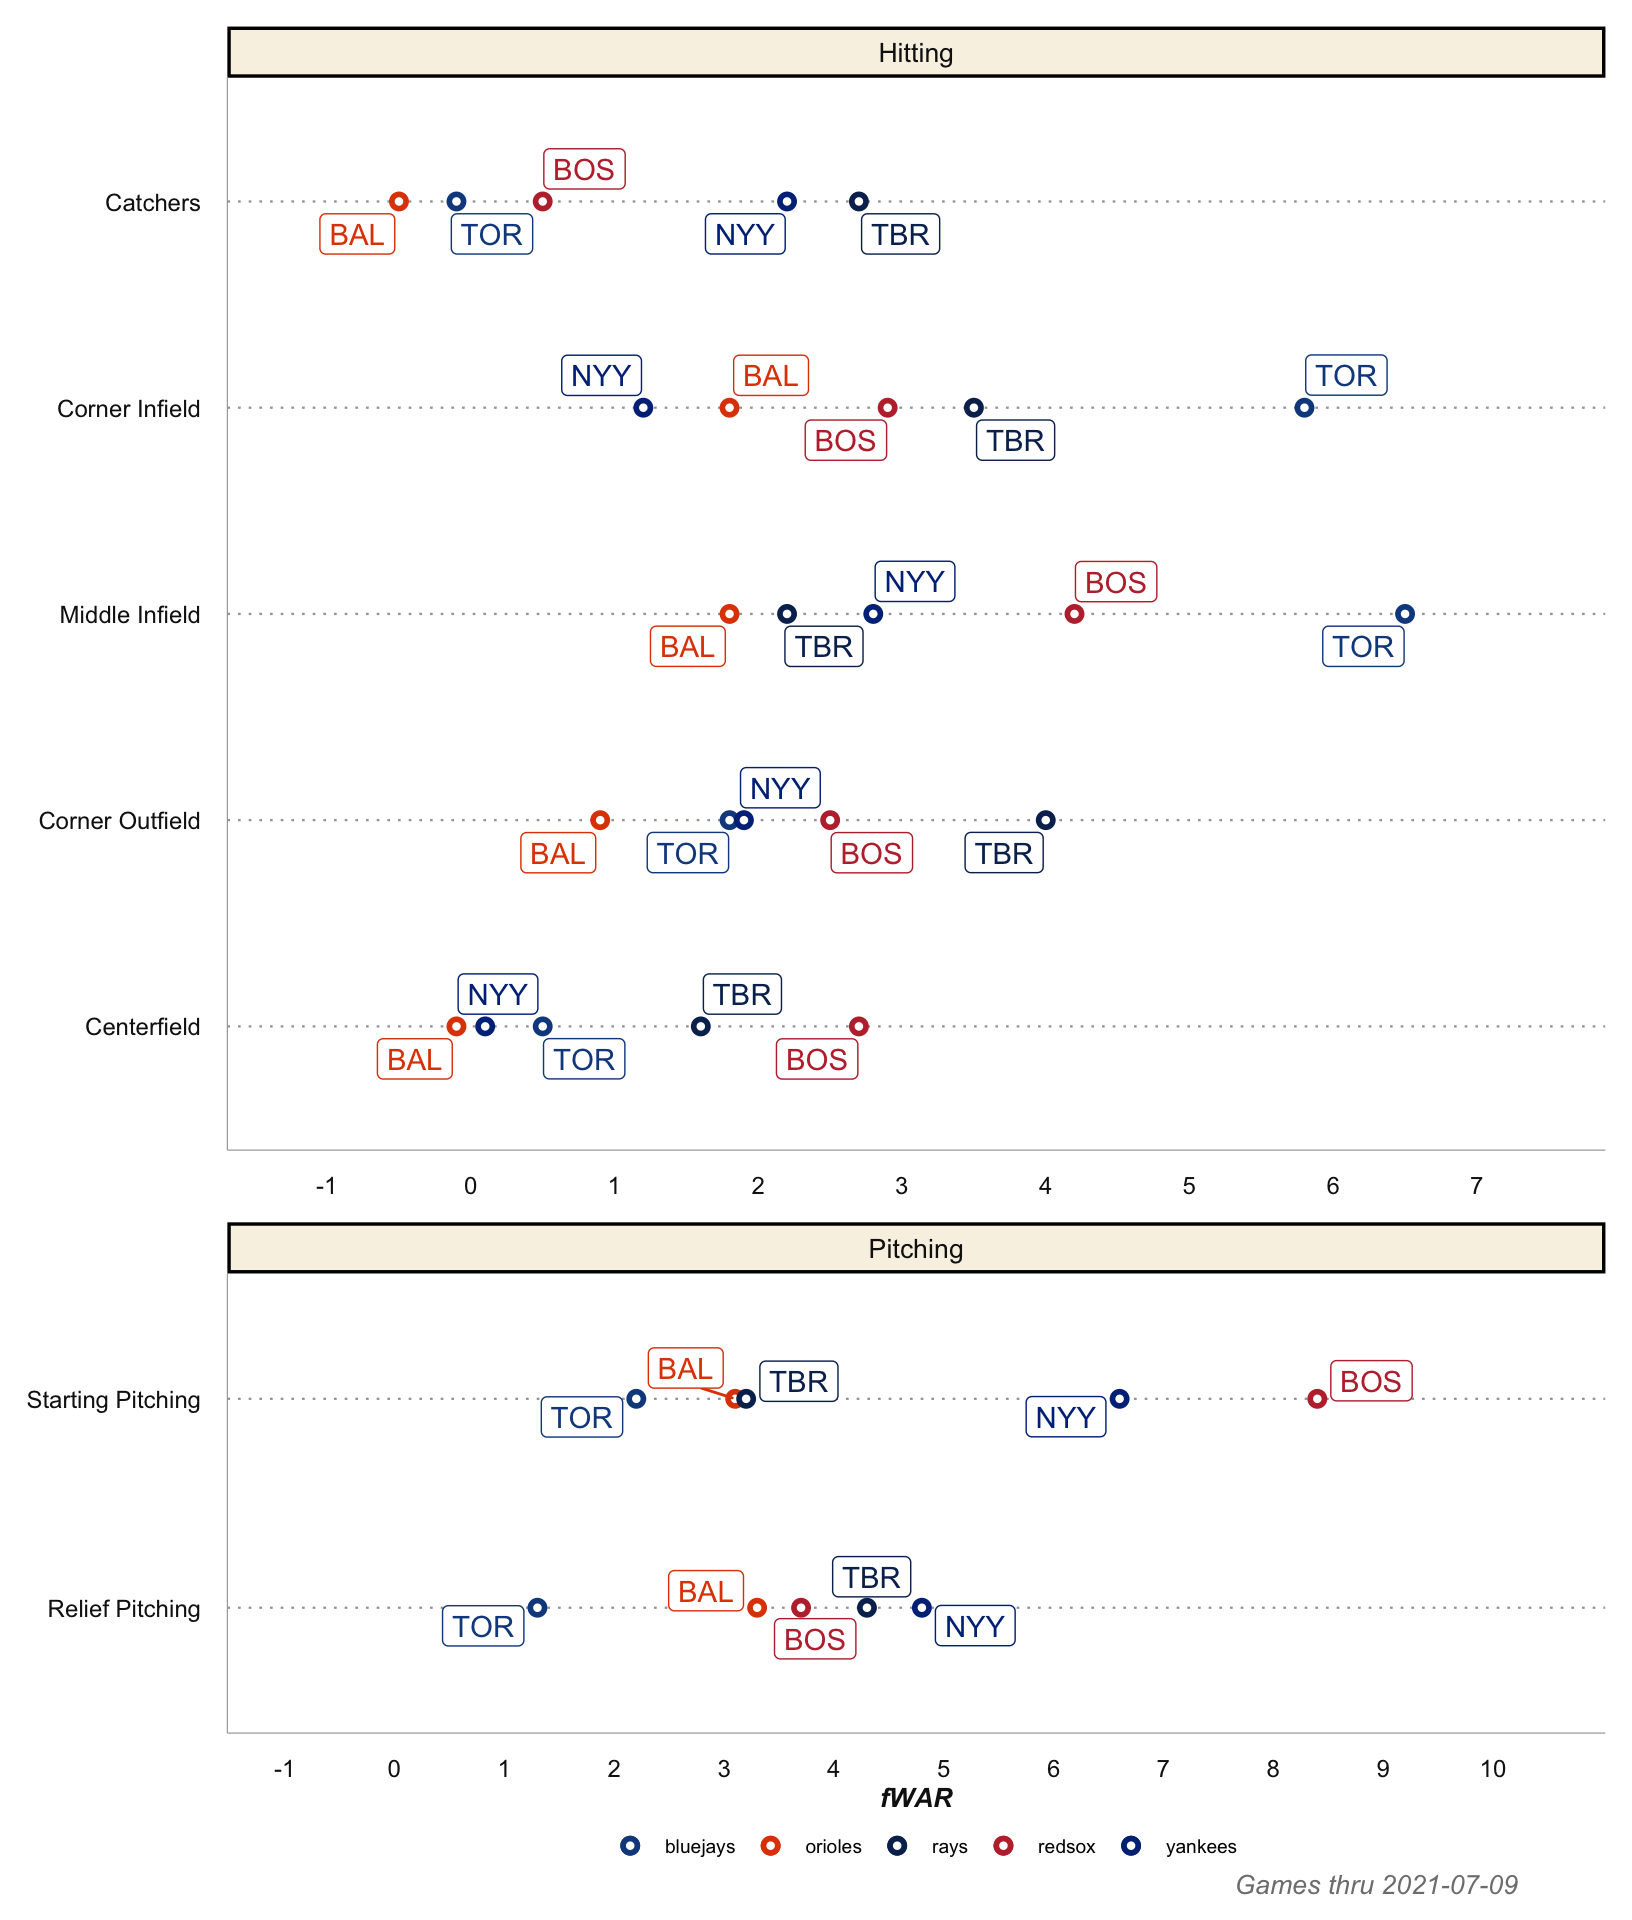 Hitting
BOS
Catchers
BAL TOR NYY TBR
NYY BAL TOR
Corner Infield
BOS TBR
NYY BOS
Middle Infield
BAL TBR TOR
NYY
Corner Outfield
BAL TOR BOS TBR
NYY TBR
Centerfield
BAL TOR BOS
-1 0 1 2 3 4 5 6 7
Pitching
BAL TBR BOS
Starting Pitching
TOR NYY
BAL TBR
Relief Pitching
TOR BOS NYY
-1 0 1 2 3 4 5 6 7 8 9 10
fWAR
bluejays orioles rays redsox yankees
Games thru 2021-07-09